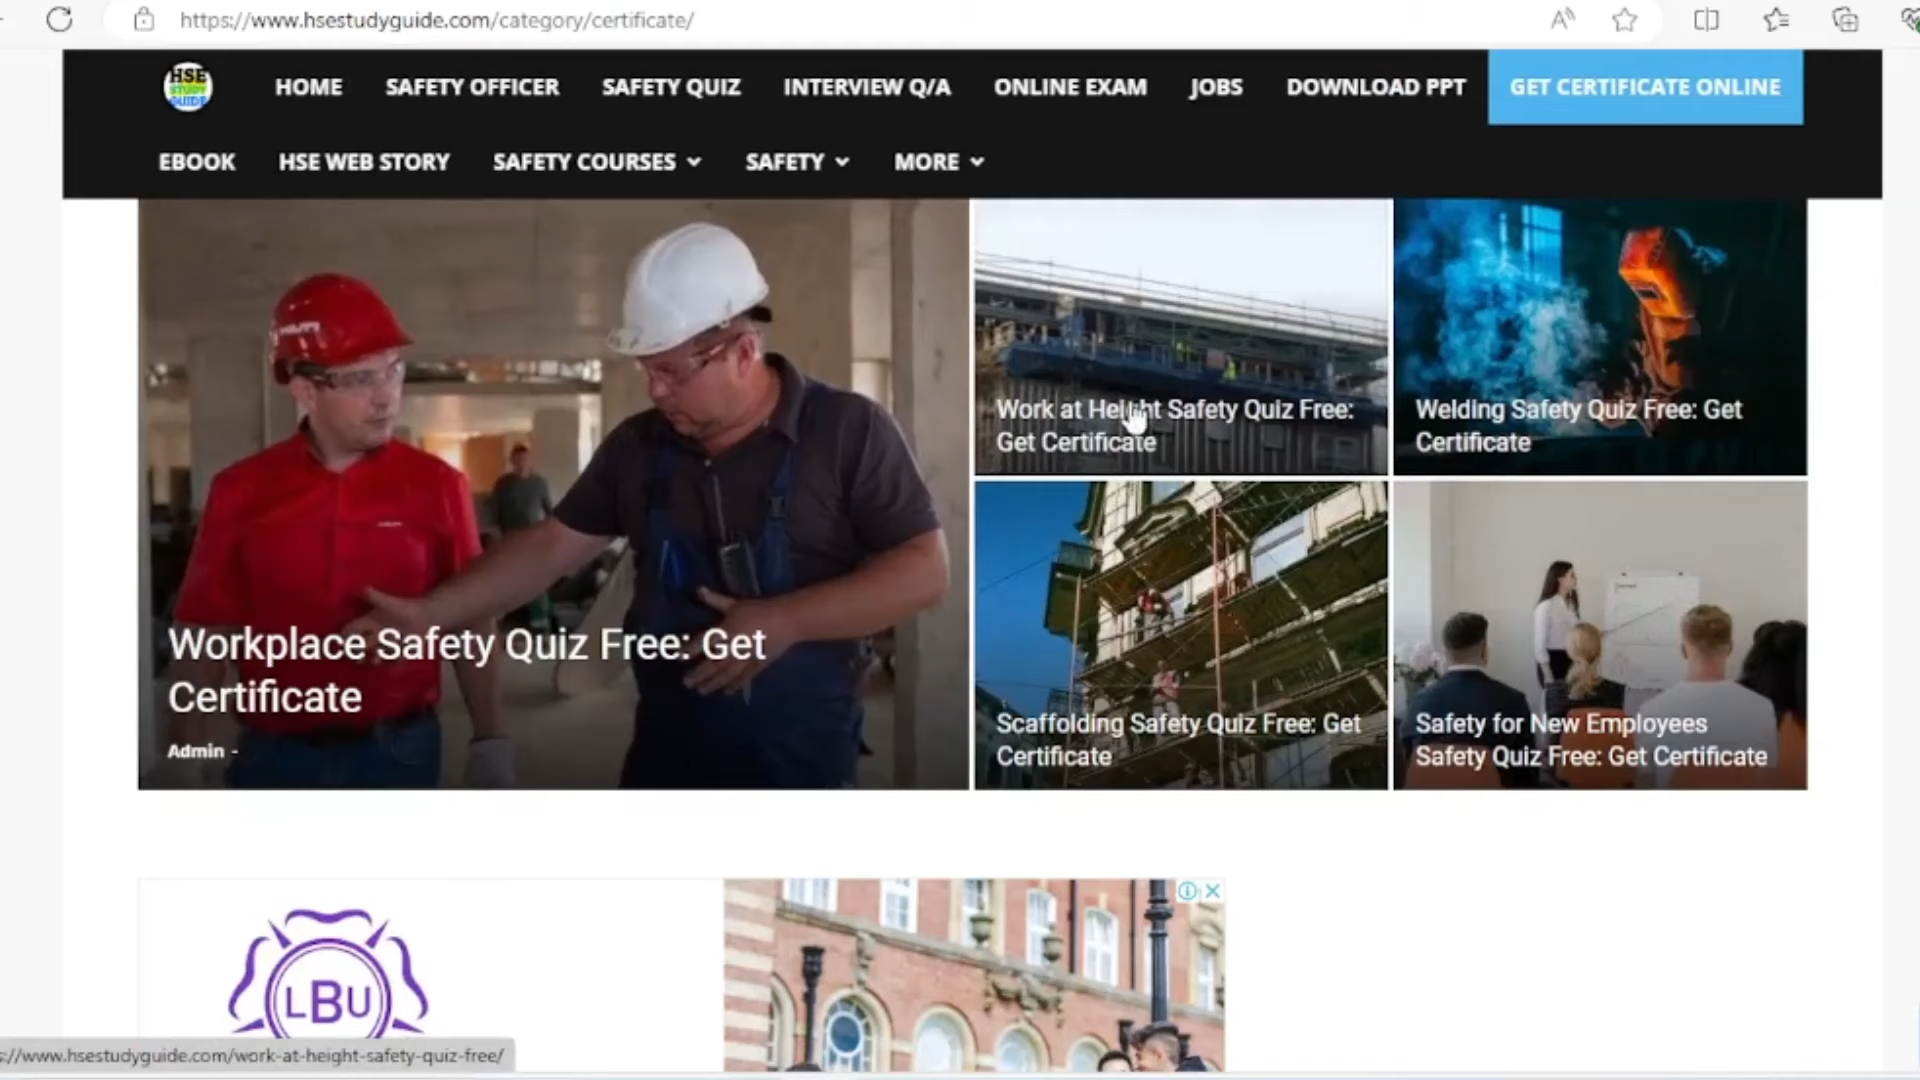 https://www.hsestudyguide.com/category/certificate/
HSE
STUDY
GUIDE
HOME
SAFETY OFFICER
SAFETY QUIZ
INTERVIEW Q/A
ONLINE EXAM
JOBS
DOWNLOAD PPT
GET CERTIFICATE ONLINE
EBOOK
HSE WEB STORY
SAFETY COURSES
SAFETY
MORE
Workplace Safety Quiz Free: Get
Certificate
Admin -
Work at Height Safety Quiz Free:
Get Certificate
Welding Safety Quiz Free: Get
Certificate
Scaffolding Safety Quiz Free: Get
Certificate
Safety for New Employees
Safety Quiz Free: Get Certificate
LBU
s://www.hsestudyguide.com/work-at-height-safety-quiz-free/